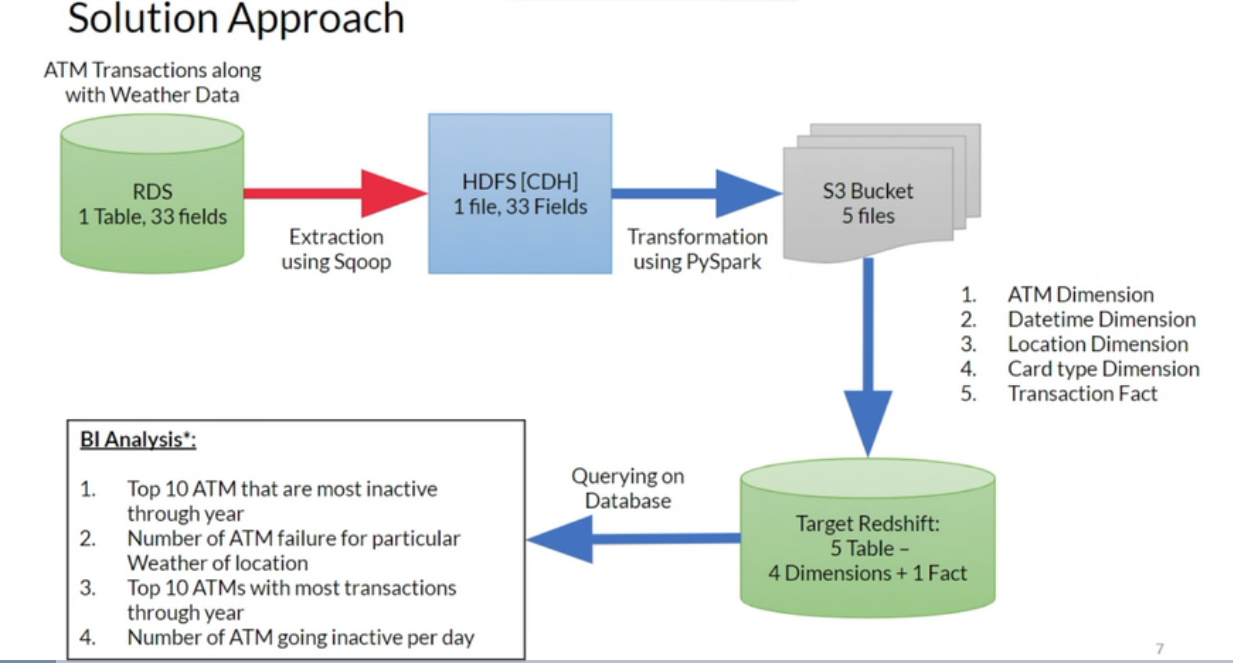 Solution Approach
ATM Transactions along
with Weather Data
RDS
1 Table, 33 fields
Extraction
using Sqoop
HDFS [CDH]
1 file, 33 Fields
Transformation
using PySpark
S3 Bucket
5 files
1. ATM Dimension
2. Datetime Dimension
3. Location Dimension
4. Card type Dimension
5. Transaction Fact
Target Redshift:
5 Table –
4 Dimensions + 1 Fact
Querying on
Database
BI Analysis*:
1. Top 10 ATM that are most inactive
through year
2. Number of ATM failure for particular
Weather of location
3. Top 10 ATMs with most transactions
through year
4. Number of ATM going inactive per day
7